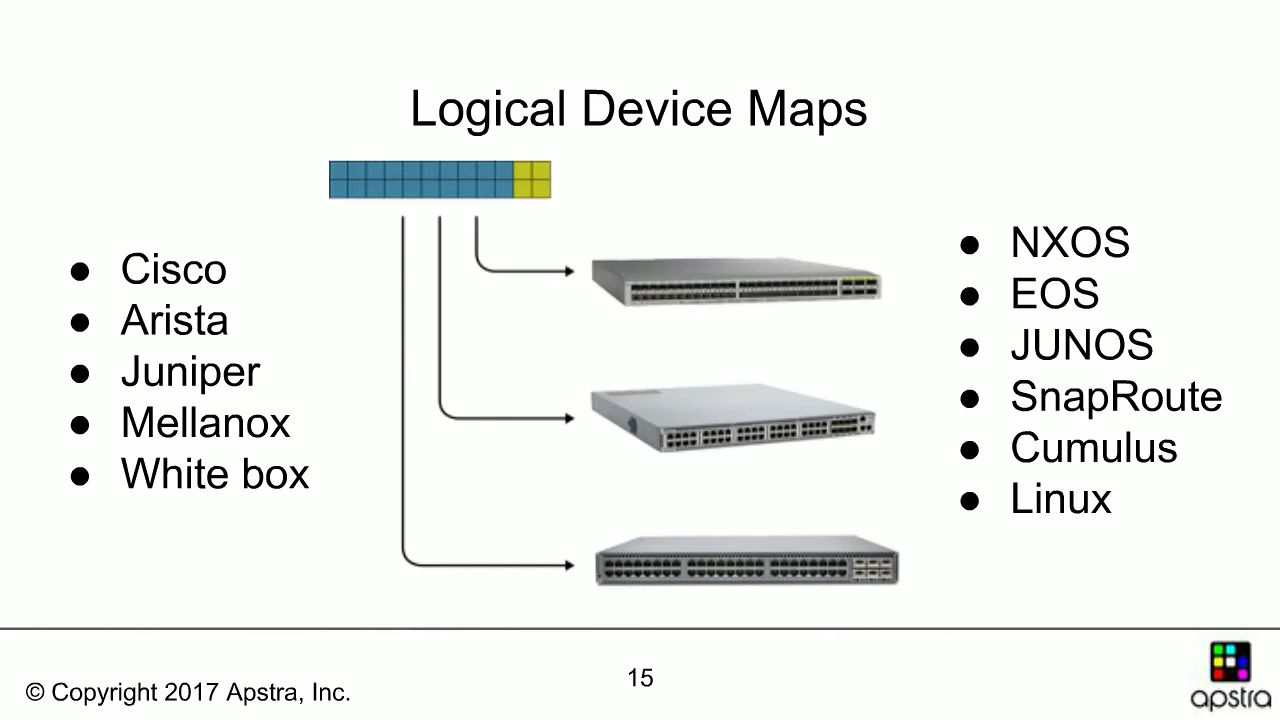 Logical Device Maps
● Cisco
● Arista
● Juniper
● Mellanox
● White box
● NXOS
● EOS
● JUNOS
● SnapRoute
● Cumulus
● Linux
© Copyright 2017 Apstra, Inc.
15
apstra